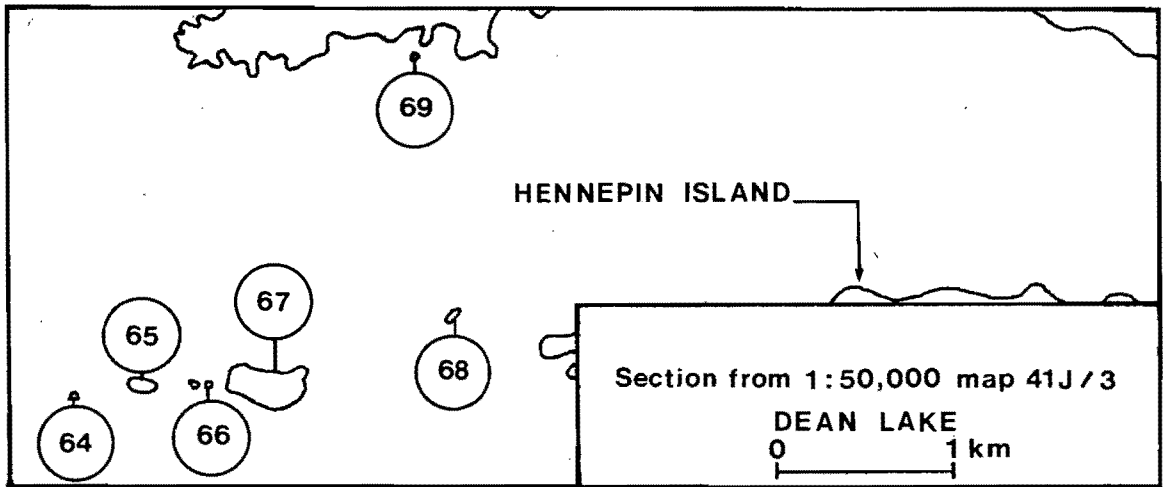 69
HENNEPIN ISLAND
67
65
68
64
66
Section from 1:50,000 map 41J/3
DEAN LAKE
0 1 km